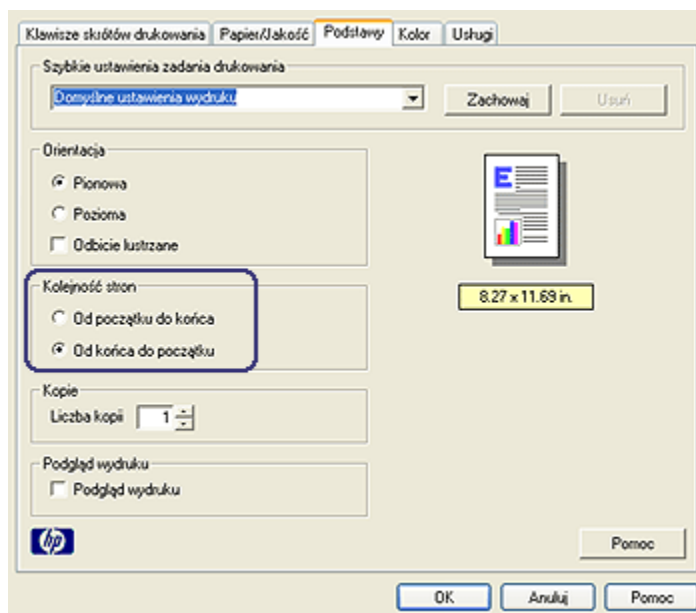 Klawisze skrótów drukowania Papier/Jakość Podstawy Kolor Usługi
Szybkie ustawienia zadania drukowania
Domyślne ustawienia wydruku Zachowaj Usuń
Orientacja
Pionowa
Pozioma
Odbicie lustrzane
Kolejność stron
Od początku do końca
Od końca do początku
8.27 x 11.69 in.
Kopie
Liczba kopii 1
Podgląd wydruku
Podgląd wydruku
hp
Pomoc
OK Anuluj Pomoc